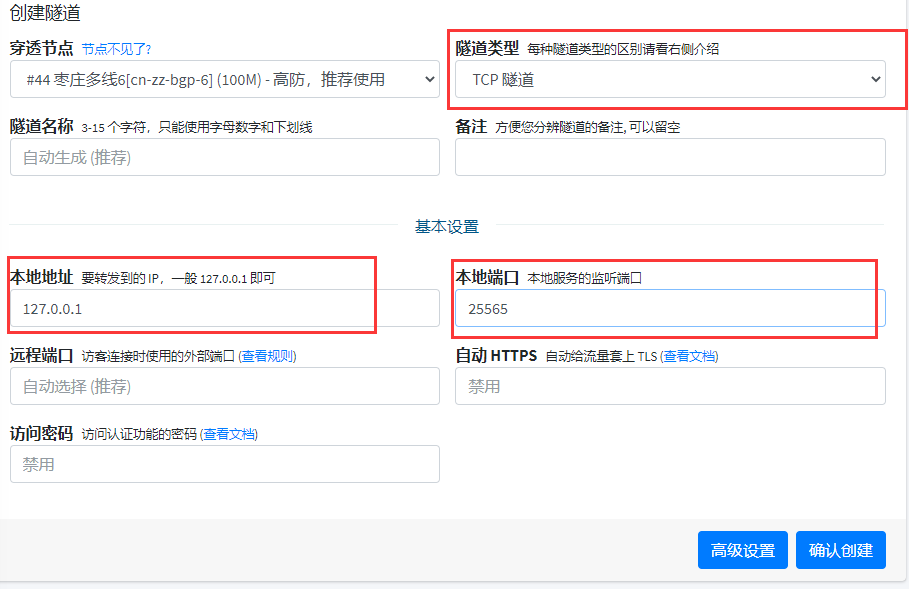 创建隧道
穿透节点 节点不见了?
#44 枣庄多线6[cn-zz-bgp-6] (100M) - 高防，推荐使用
隧道类型 每种隧道类型的区别请看右侧介绍
TCP 隧道
隧道名称 3-15 个字符，只能使用字母数字和下划线
自动生成 (推荐)
备注 方便您分辨隧道的备注, 可以留空
基本设置
本地地址 要转发到的 IP，一般 127.0.0.1 即可
127.0.0.1
本地端口 本地服务的监听端口
25565
远程端口 访客连接时使用的外部端口 (查看规则)
自动选择 (推荐)
自动 HTTPS 自动给流量套上 TLS (查看文档)
禁用
访问密码 访问认证功能的密码 (查看文档)
禁用
高级设置
确认创建